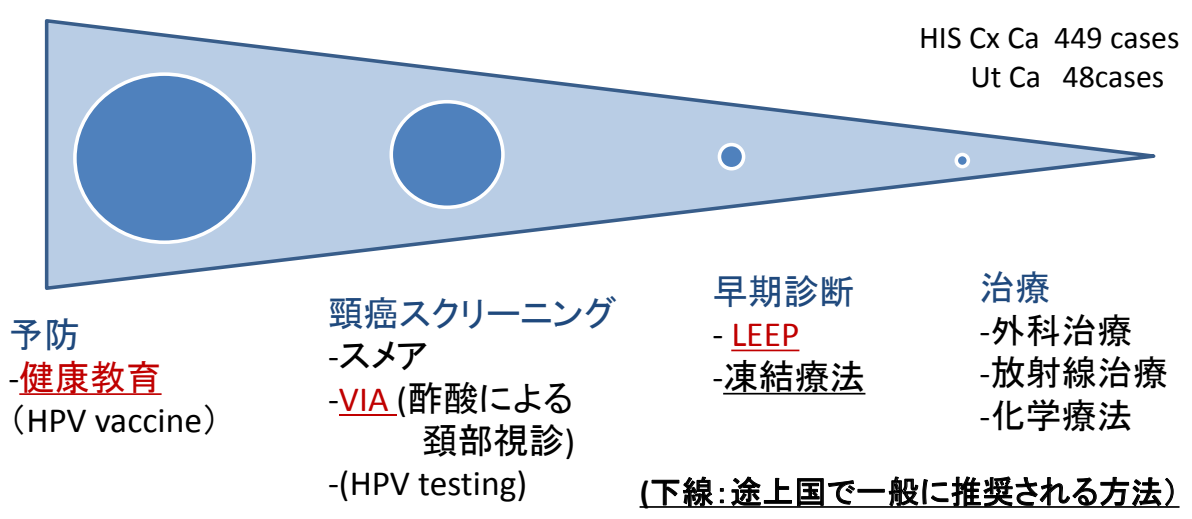 HIS Cx Ca 449 cases
Ut Ca 48cases
予防
-健康教育
（HPV vaccine）
頸癌スクリーニング
-スメア
-VIA (酢酸による
頚部視診)
-(HPV testing)
早期診断
- LEEP
-凍結療法
治療
-外科治療
-放射線治療
-化学療法
(下線：途上国で一般に推奨される方法）